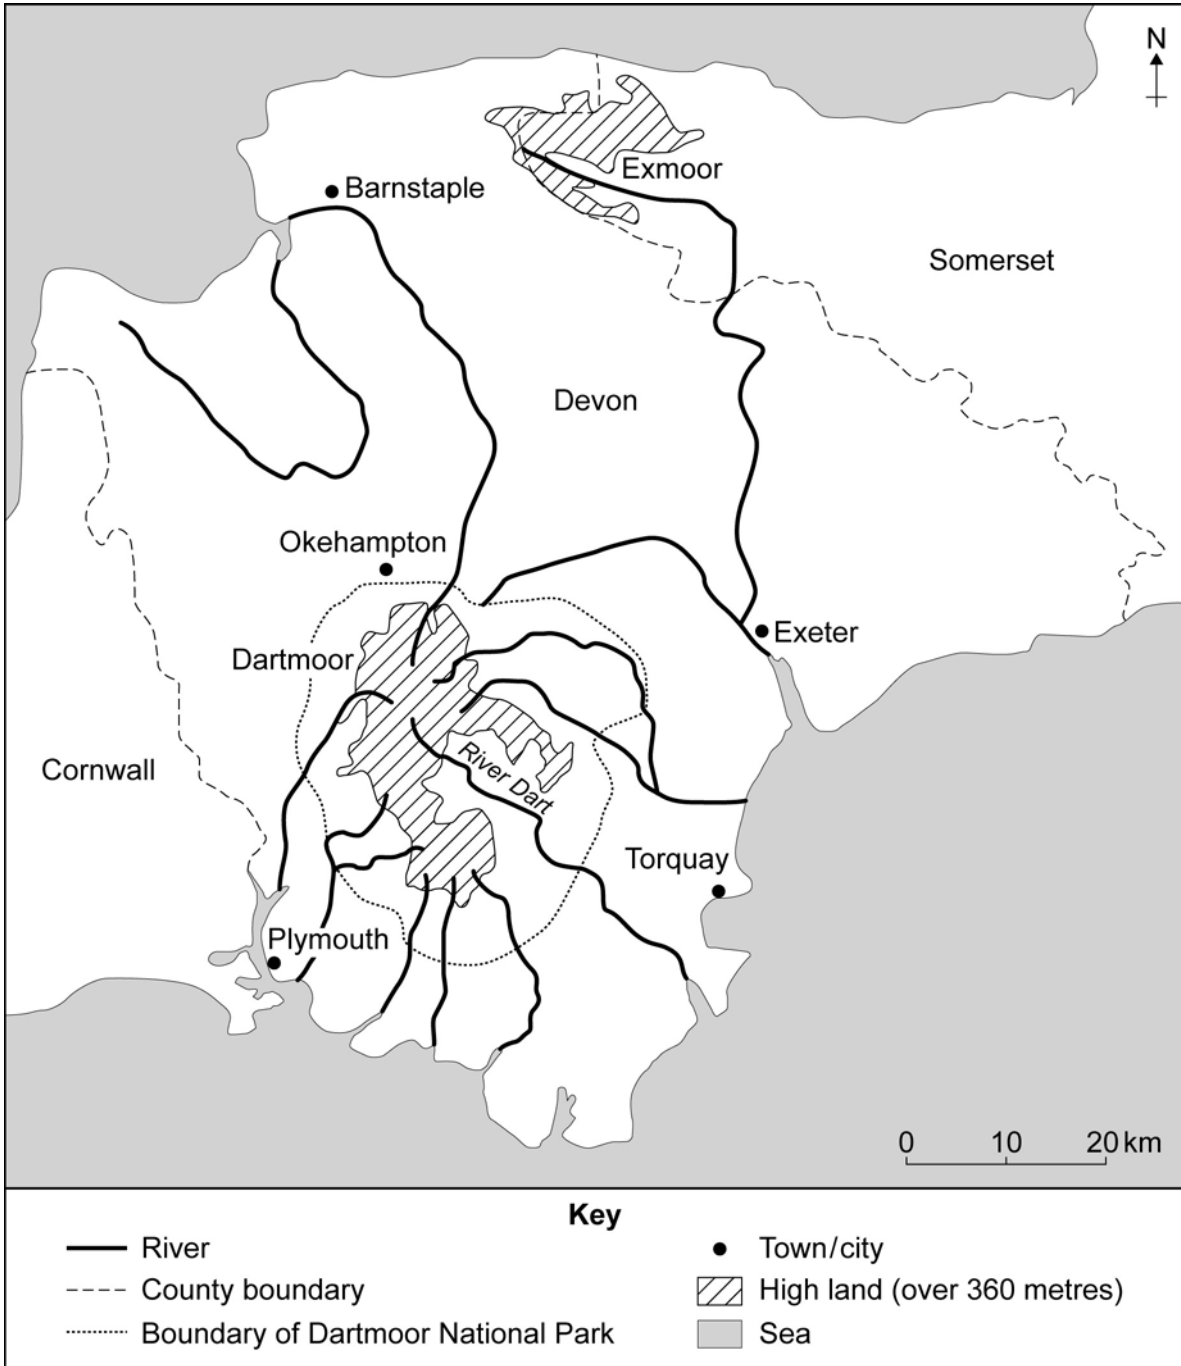 N
Exmoor
Barnstaple
Somerset
Devon
Okehampton
Exeter
Dartmoor
River Dart
Cornwall
Torquay
Plymouth
0 10 20 km
Key
River
Town/city
County boundary
High land (over 360 metres)
Boundary of Dartmoor National Park
Sea